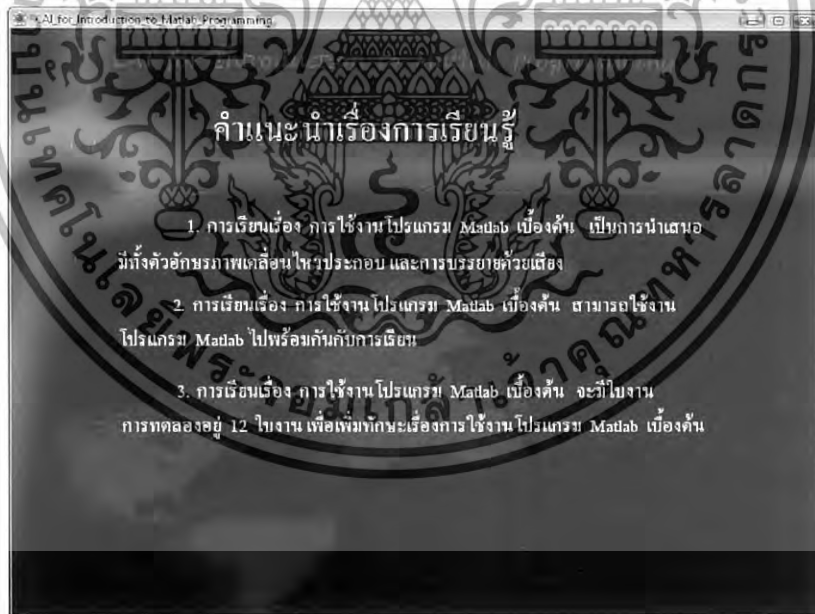 CAI_for_Introduction_to_Matlab_Programming
คำแนะนำเรื่องการเรียนรู้
1. การเรียนเรื่อง การใช้งานโปรแกรม Matlab เบื้องต้น เป็นการนำเสนอ
มีทั้งตัวอักษรภาพเคลื่อนไหวประกอบ และการบรรยายด้วยเสียง
2. การเรียนเรื่อง การใช้งานโปรแกรม Matlab เบื้องต้น สามารถใช้งาน
โปรแกรม Matlab ไปพร้อมกันกับการเรียน
3. การเรียนเรื่อง การใช้งานโปรแกรม Matlab เบื้องต้น จะมีใบงาน
การทดลองอยู่ 12 ใบงาน เพื่อเพิ่มทักษะเรื่องการใช้งานโปรแกรม Matlab เบื้องต้น